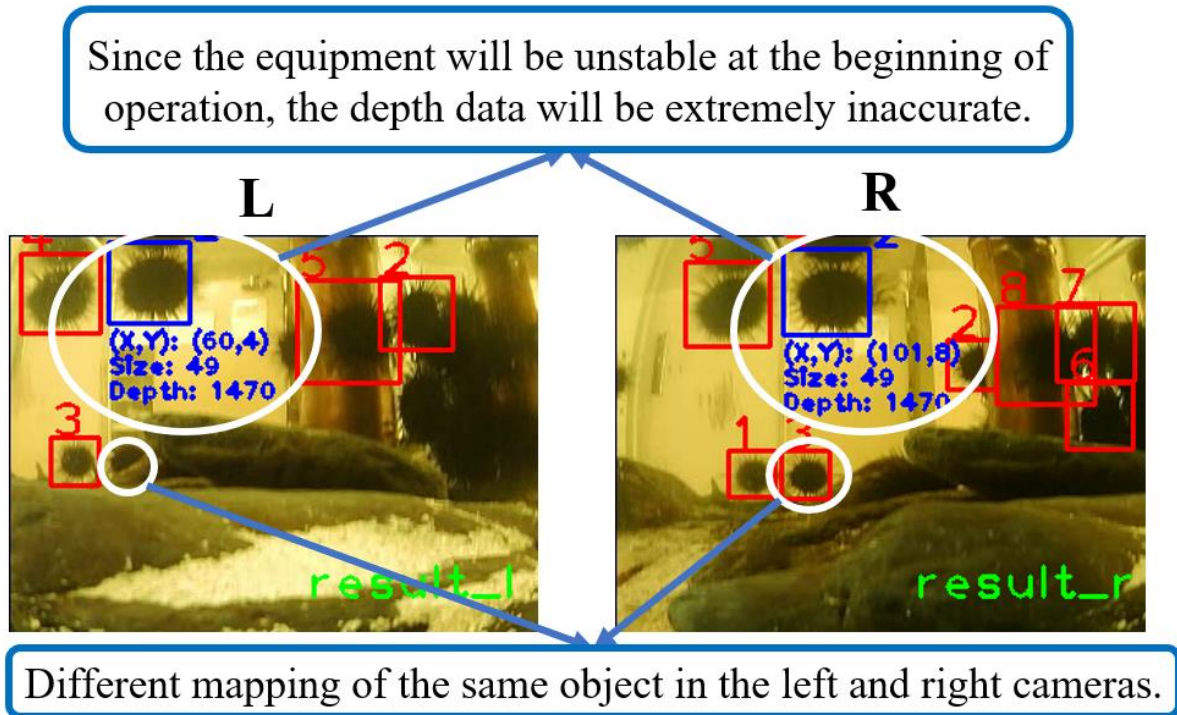 Since the equipment will be unstable at the beginning of
operation, the depth data will be extremely inaccurate.
L
R
4
5
2
(X,Y): (60,4)
Size: 49
Depth: 1470
3
result_l
5
2
2
8
7
6
(X,Y): (101,8)
Size: 49
Depth: 1470
1
3
result_r
Different mapping of the same object in the left and right cameras.